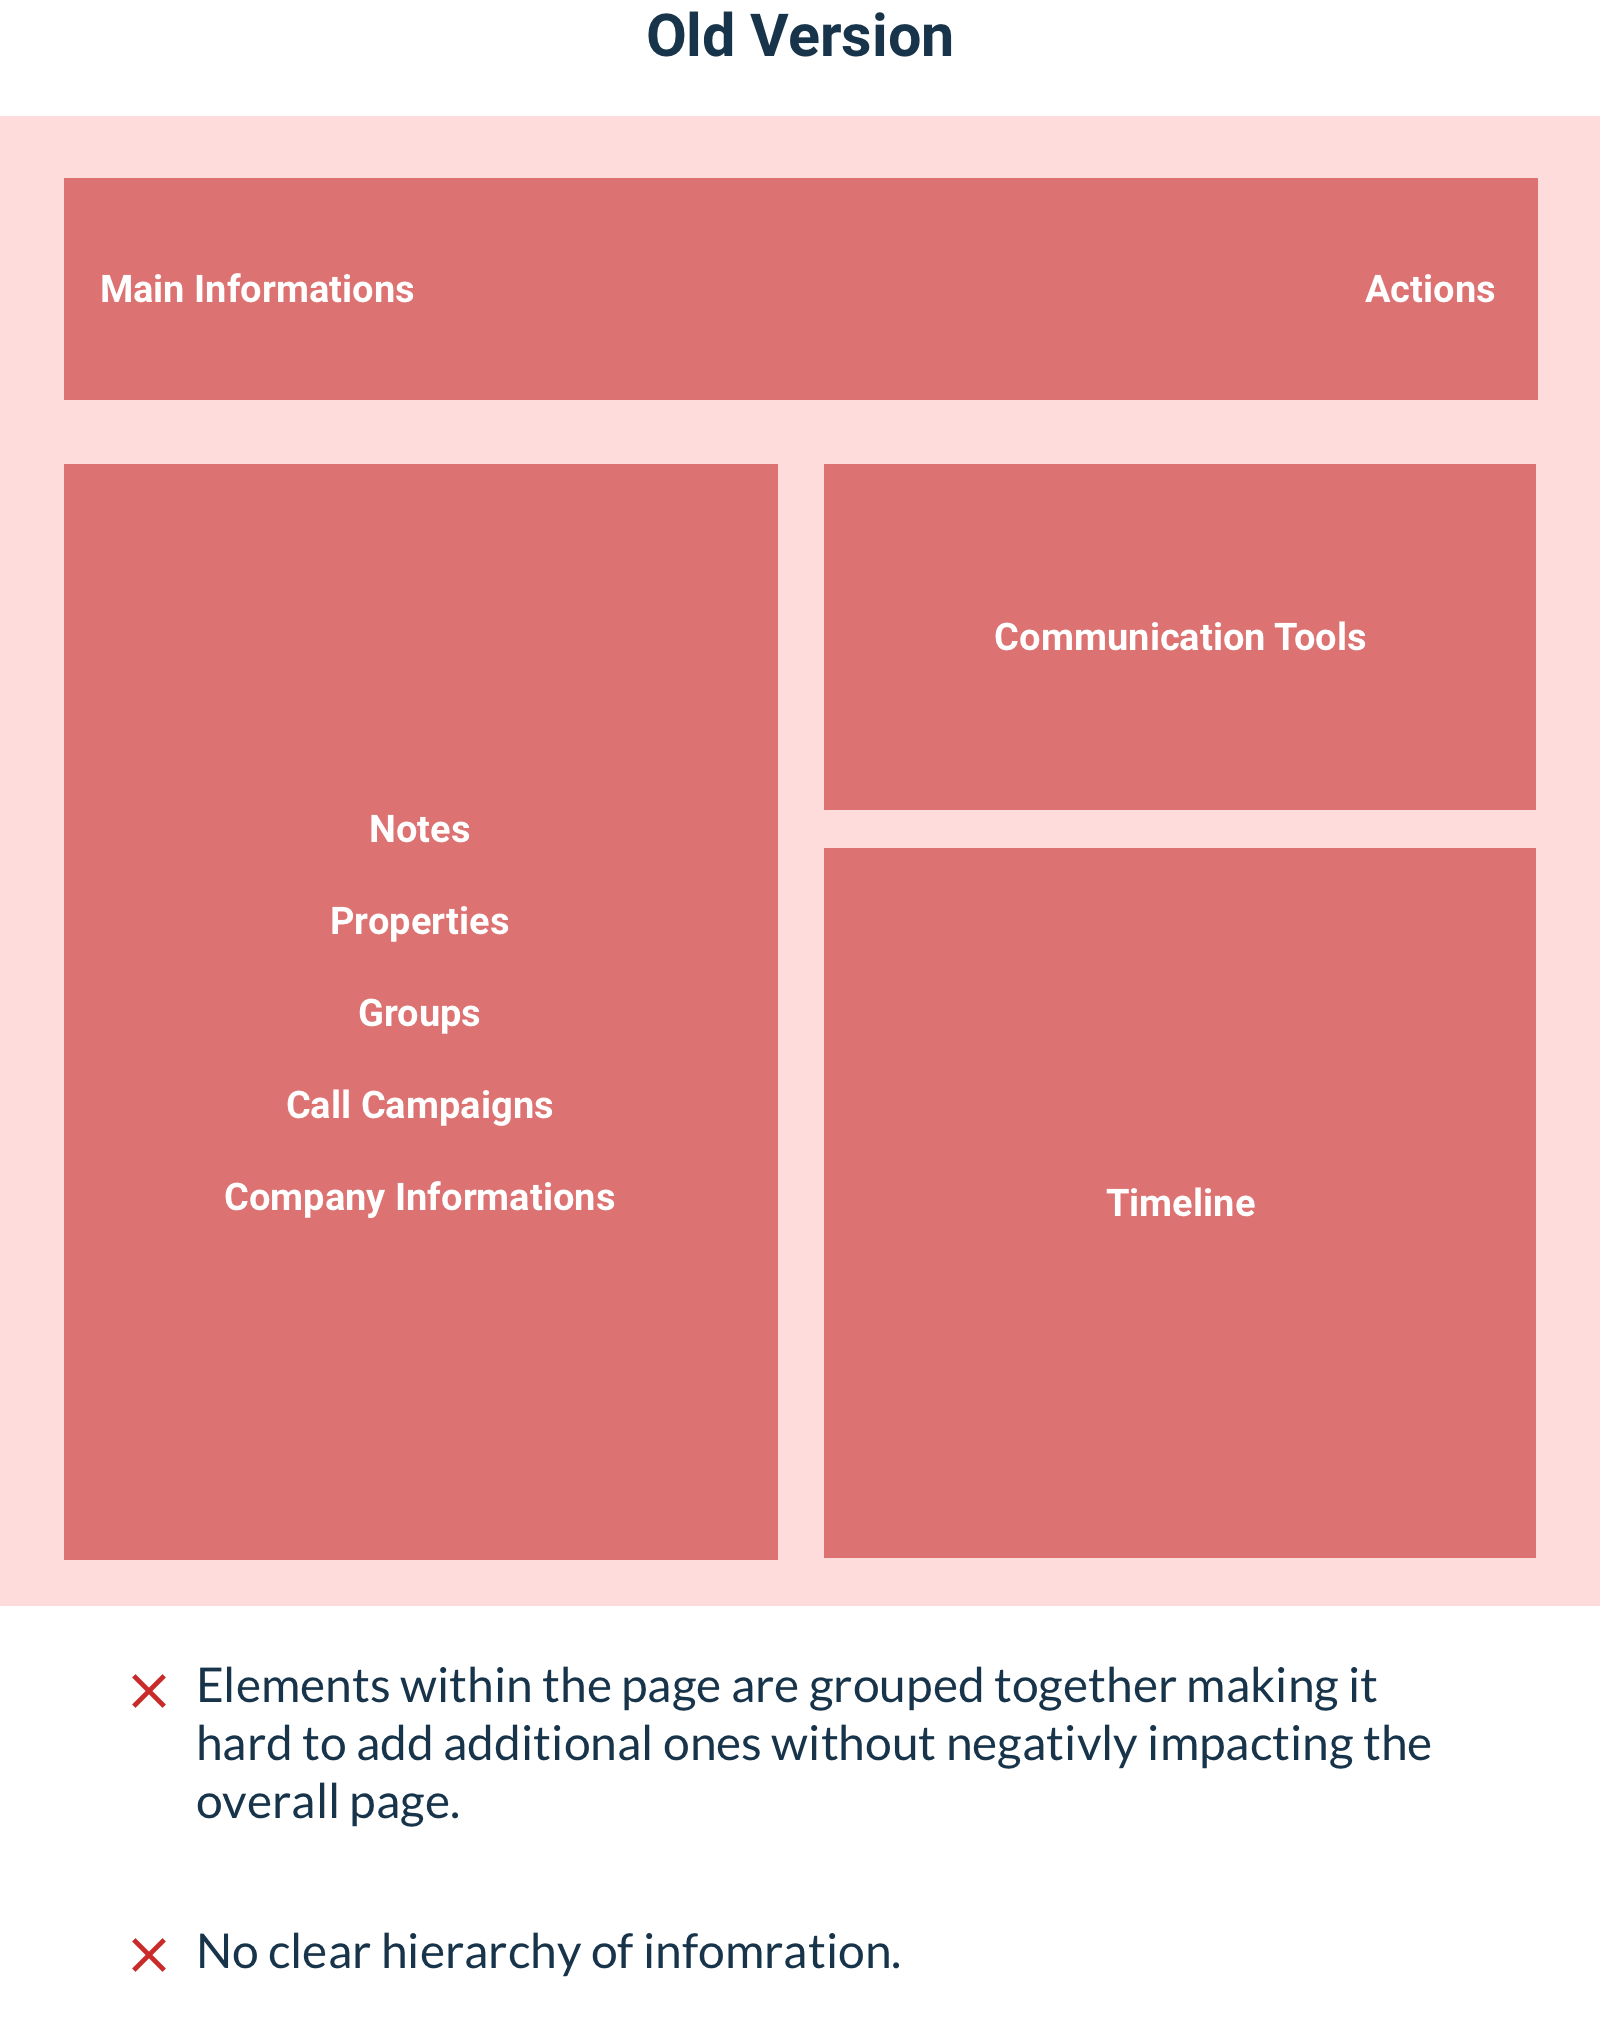 Old Version
Main Informations
Actions
Notes
Properties
Groups
Call Campaigns
Company Informations
Communication Tools
Timeline
Elements within the page are grouped together making it
hard to add additional ones without negativly impacting the
overall page.
No clear hierarchy of infomration.